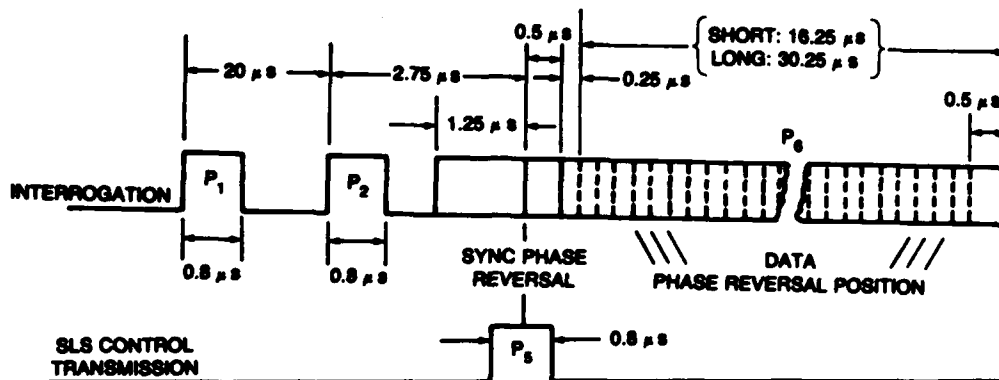 SHORT: 16.25 μs
LONG: 30.25 μs
0.5 μs
20 μs
2.75 μs
0.25 μs
0.5 μs
1.25 μs
P6
INTERROGATION
P1
P2
0.8 μs
0.8 μs
SYNC PHASE
REVERSAL
DATA
PHASE REVERSAL POSITION
SLS CONTROL
TRANSMISSION
P5
0.8 μs